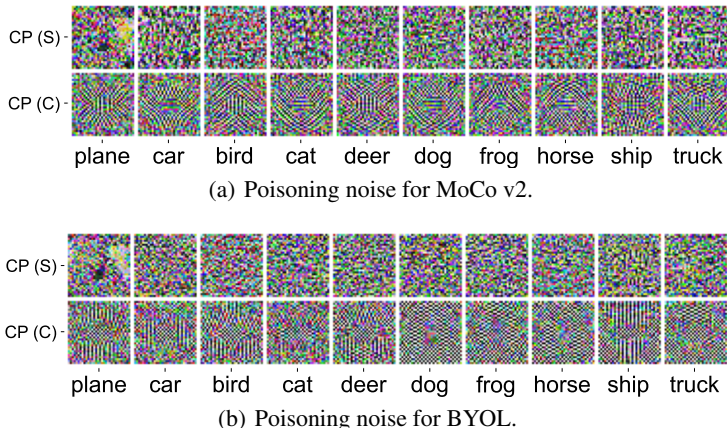 CP (S)
CP (C)
plane car bird cat deer dog frog horse ship truck
(a) Poisoning noise for MoCo v2.
CP (S)
CP (C)
plane car bird cat deer dog frog horse ship truck
(b) Poisoning noise for BYOL.